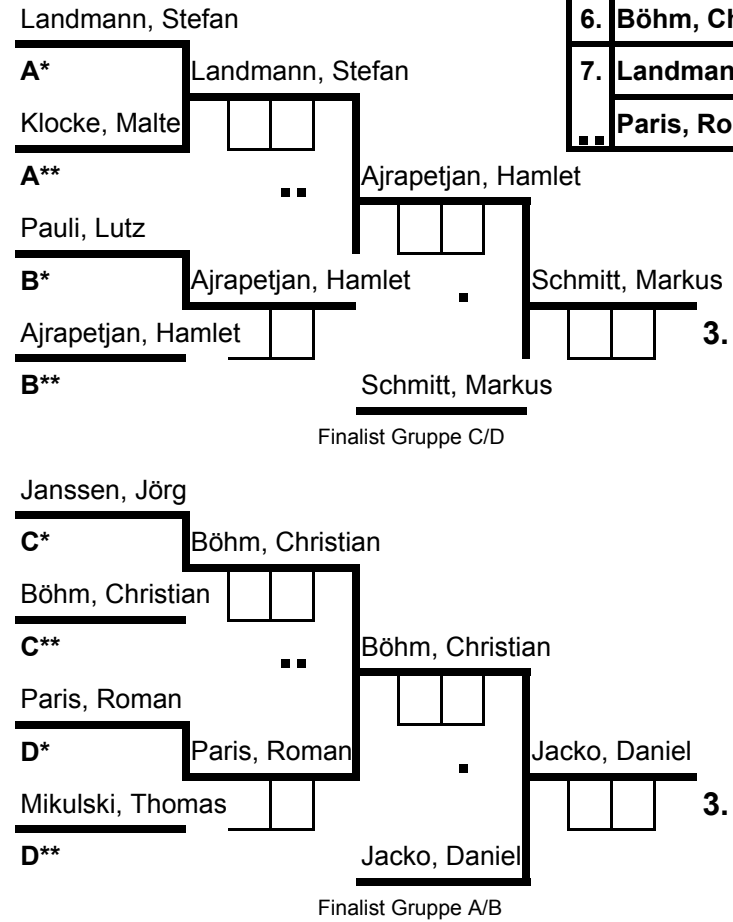 Landmann, Stefan
6. Böhm, Ch
A* Landmann, Stefan
7. Landman
Klocke, Malte
Paris, Ro
A** Ajrapetjan, Hamlet
Pauli, Lutz
B* Ajrapetjan, Hamlet Schmitt, Markus
Ajrapetjan, Hamlet 3.
B** Schmitt, Markus
Finalist Gruppe C/D
Janssen, Jörg
C* Böhm, Christian
Böhm, Christian
C** Böhm, Christian
Paris, Roman
D* Paris, Roman Jacko, Daniel
Mikulski, Thomas 3.
D** Jacko, Daniel
Finalist Gruppe A/B